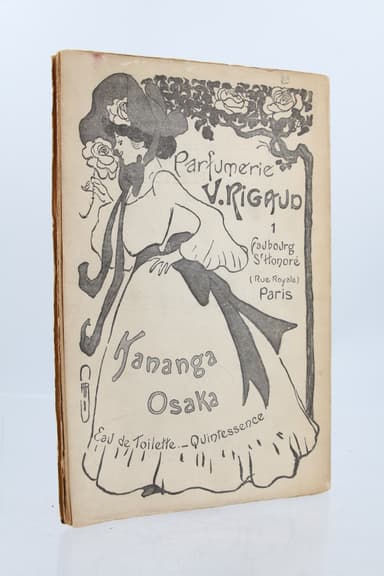 Parfumerie
V. RIGAUD
1
Faubourg
St Honoré
(Rue Royale)
Paris
Kananga
Osaka
Eau de Toilette.-Quintessence